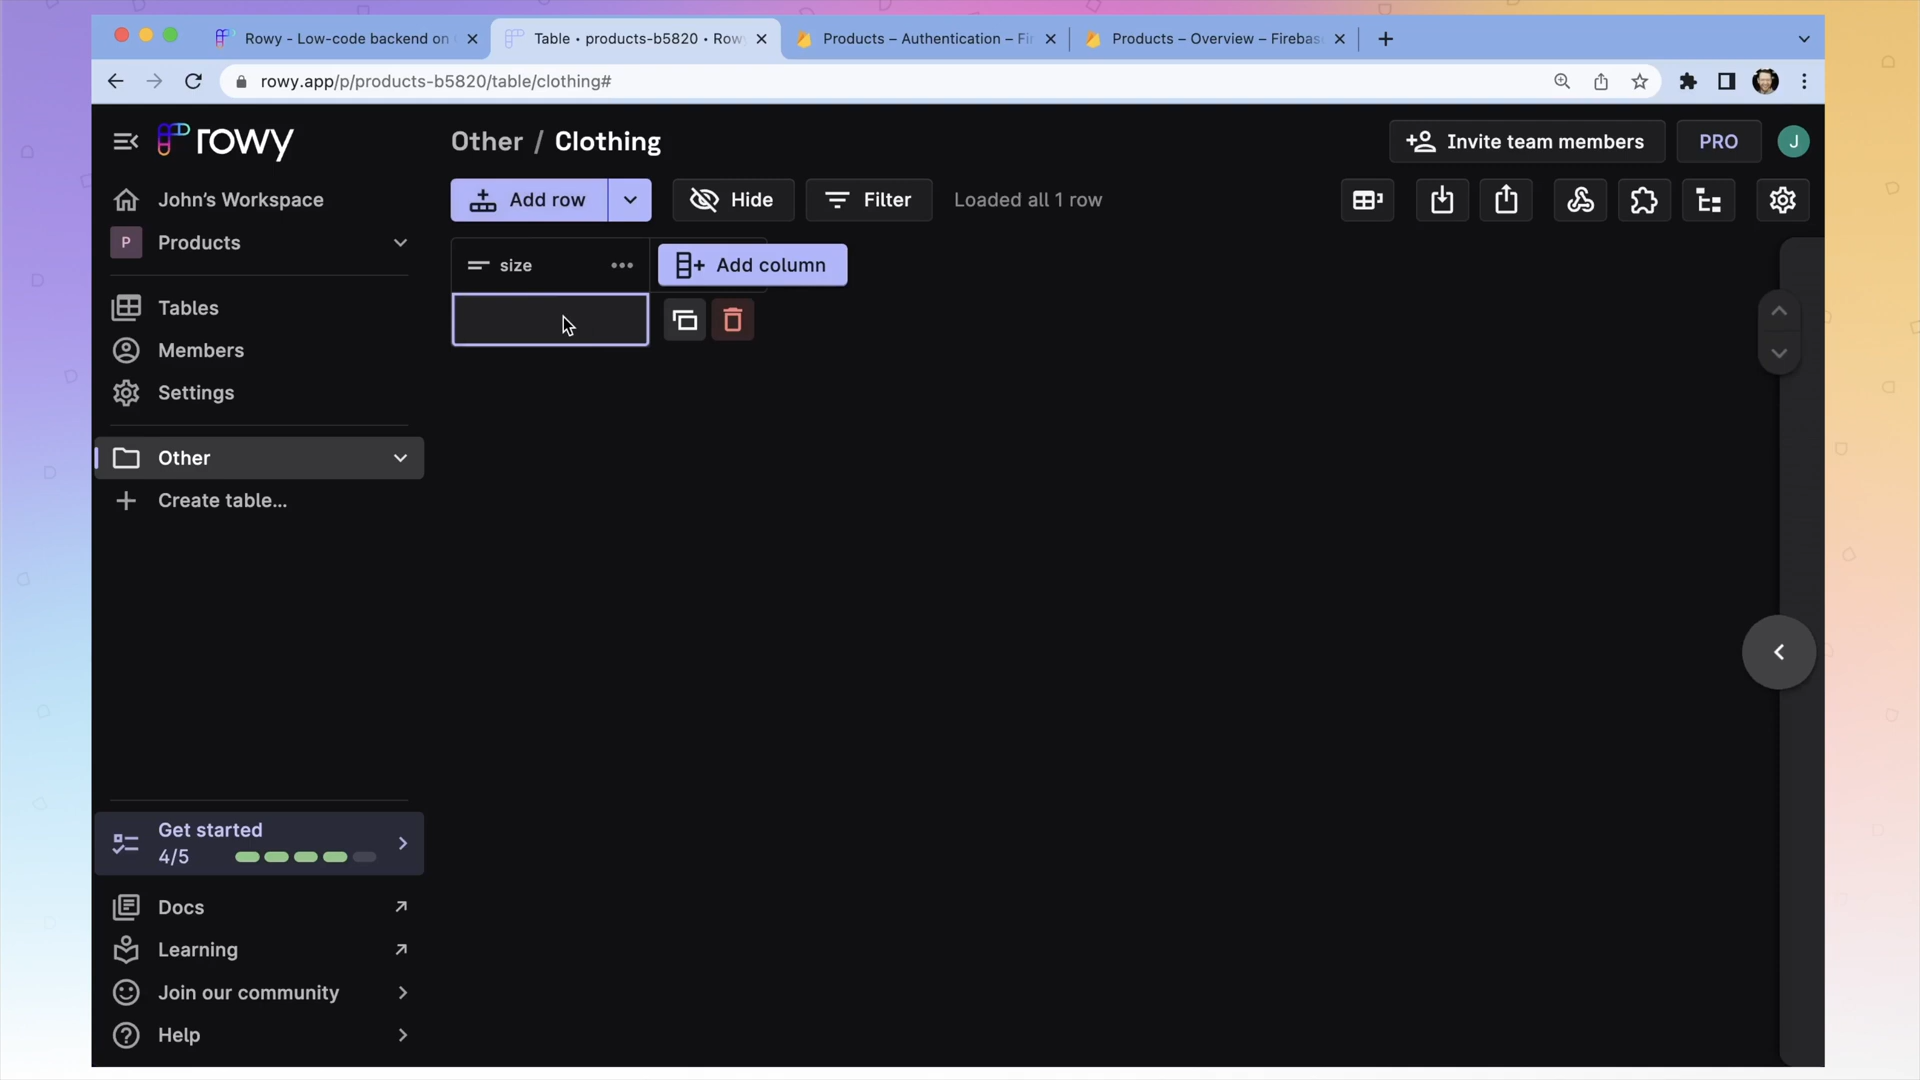 Rowy - Low-code backend on
Table • products-b5820 • Rowy
Products – Authentication – Fi
Products – Overview – Firebas
rowy.app/p/products-b5820/table/clothing#
rowy
Other / Clothing
Invite team members
PRO
J
John's Workspace
Add row
Hide
Filter
Loaded all 1 row
P
Products
size
Add column
Tables
Members
Settings
Other
Create table...
Get started
4/5
Docs
Learning
Join our community
Help